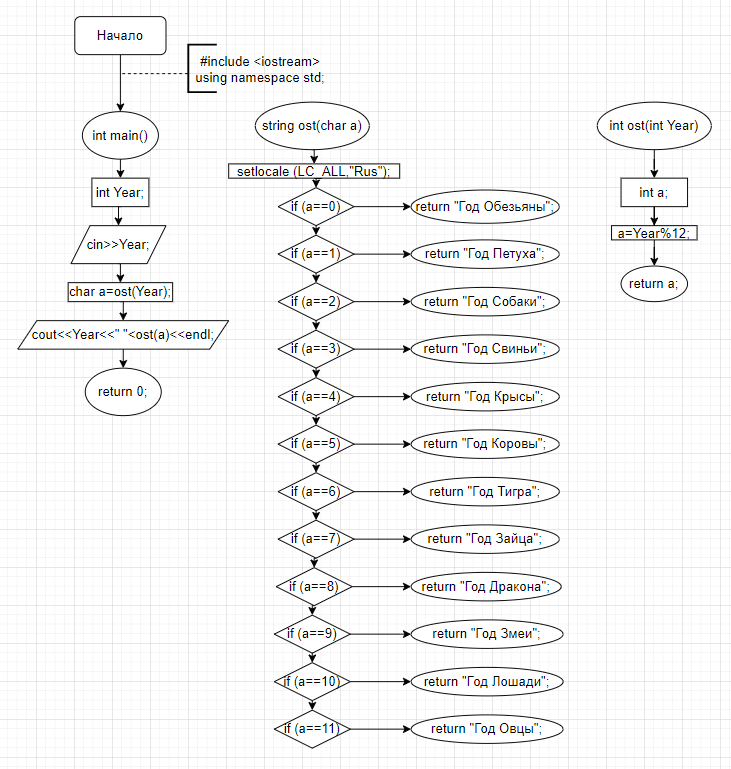 Начало
#include <iostream>
using namespace std;
int main()
int Year;
cin>>Year;
char a=ost(Year);
cout<<Year<<" "<ost(a)<<endl;
return 0;
string ost(char a)
setlocale (LC_ALL,"Rus");
if (a==0)
return "Год Обезьяны";
if (a==1)
return "Год Петуха";
if (a==2)
return "Год Собаки";
if (a==3)
return "Год Свиньи";
if (a==4)
return "Год Крысы";
if (a==5)
return "Год Коровы";
if (a==6)
return "Год Тигра";
if (a==7)
return "Год Зайца";
if (a==8)
return "Год Дракона";
if (a==9)
return "Год Змеи";
if (a==10)
return "Год Лошади";
if (a==11)
return "Год Овцы";
int ost(int Year)
int a;
a=Year%12;
return a;